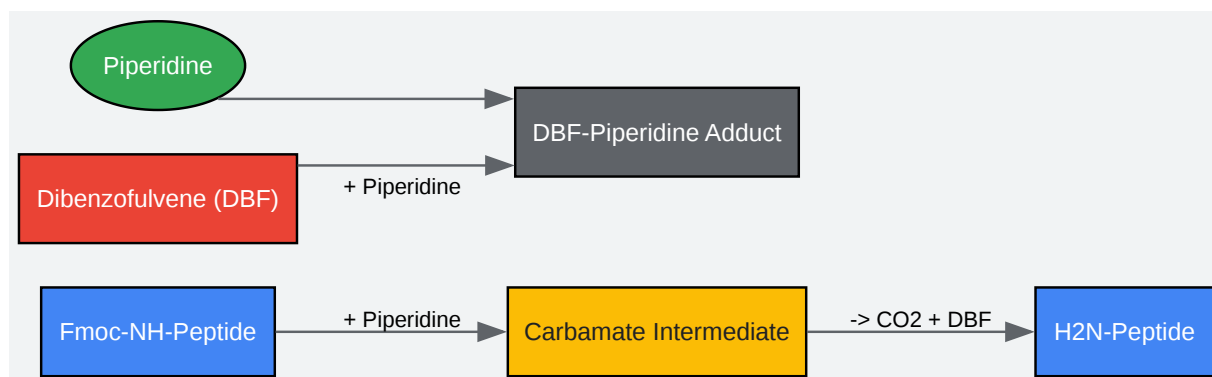 Piperidine
DBF-Piperidine Adduct
Dibenzofulvene (DBF)
+ Piperidine
Fmoc-NH-Peptide
+ Piperidine
Carbamate Intermediate
-> CO2 + DBF
H2N-Peptide